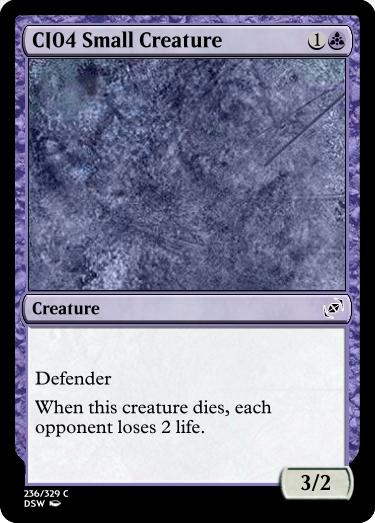 CI04 Small Creature 1
Creature
Defender
When this creature dies, each
opponent loses 2 life.
3/2
236/329 C
DSW